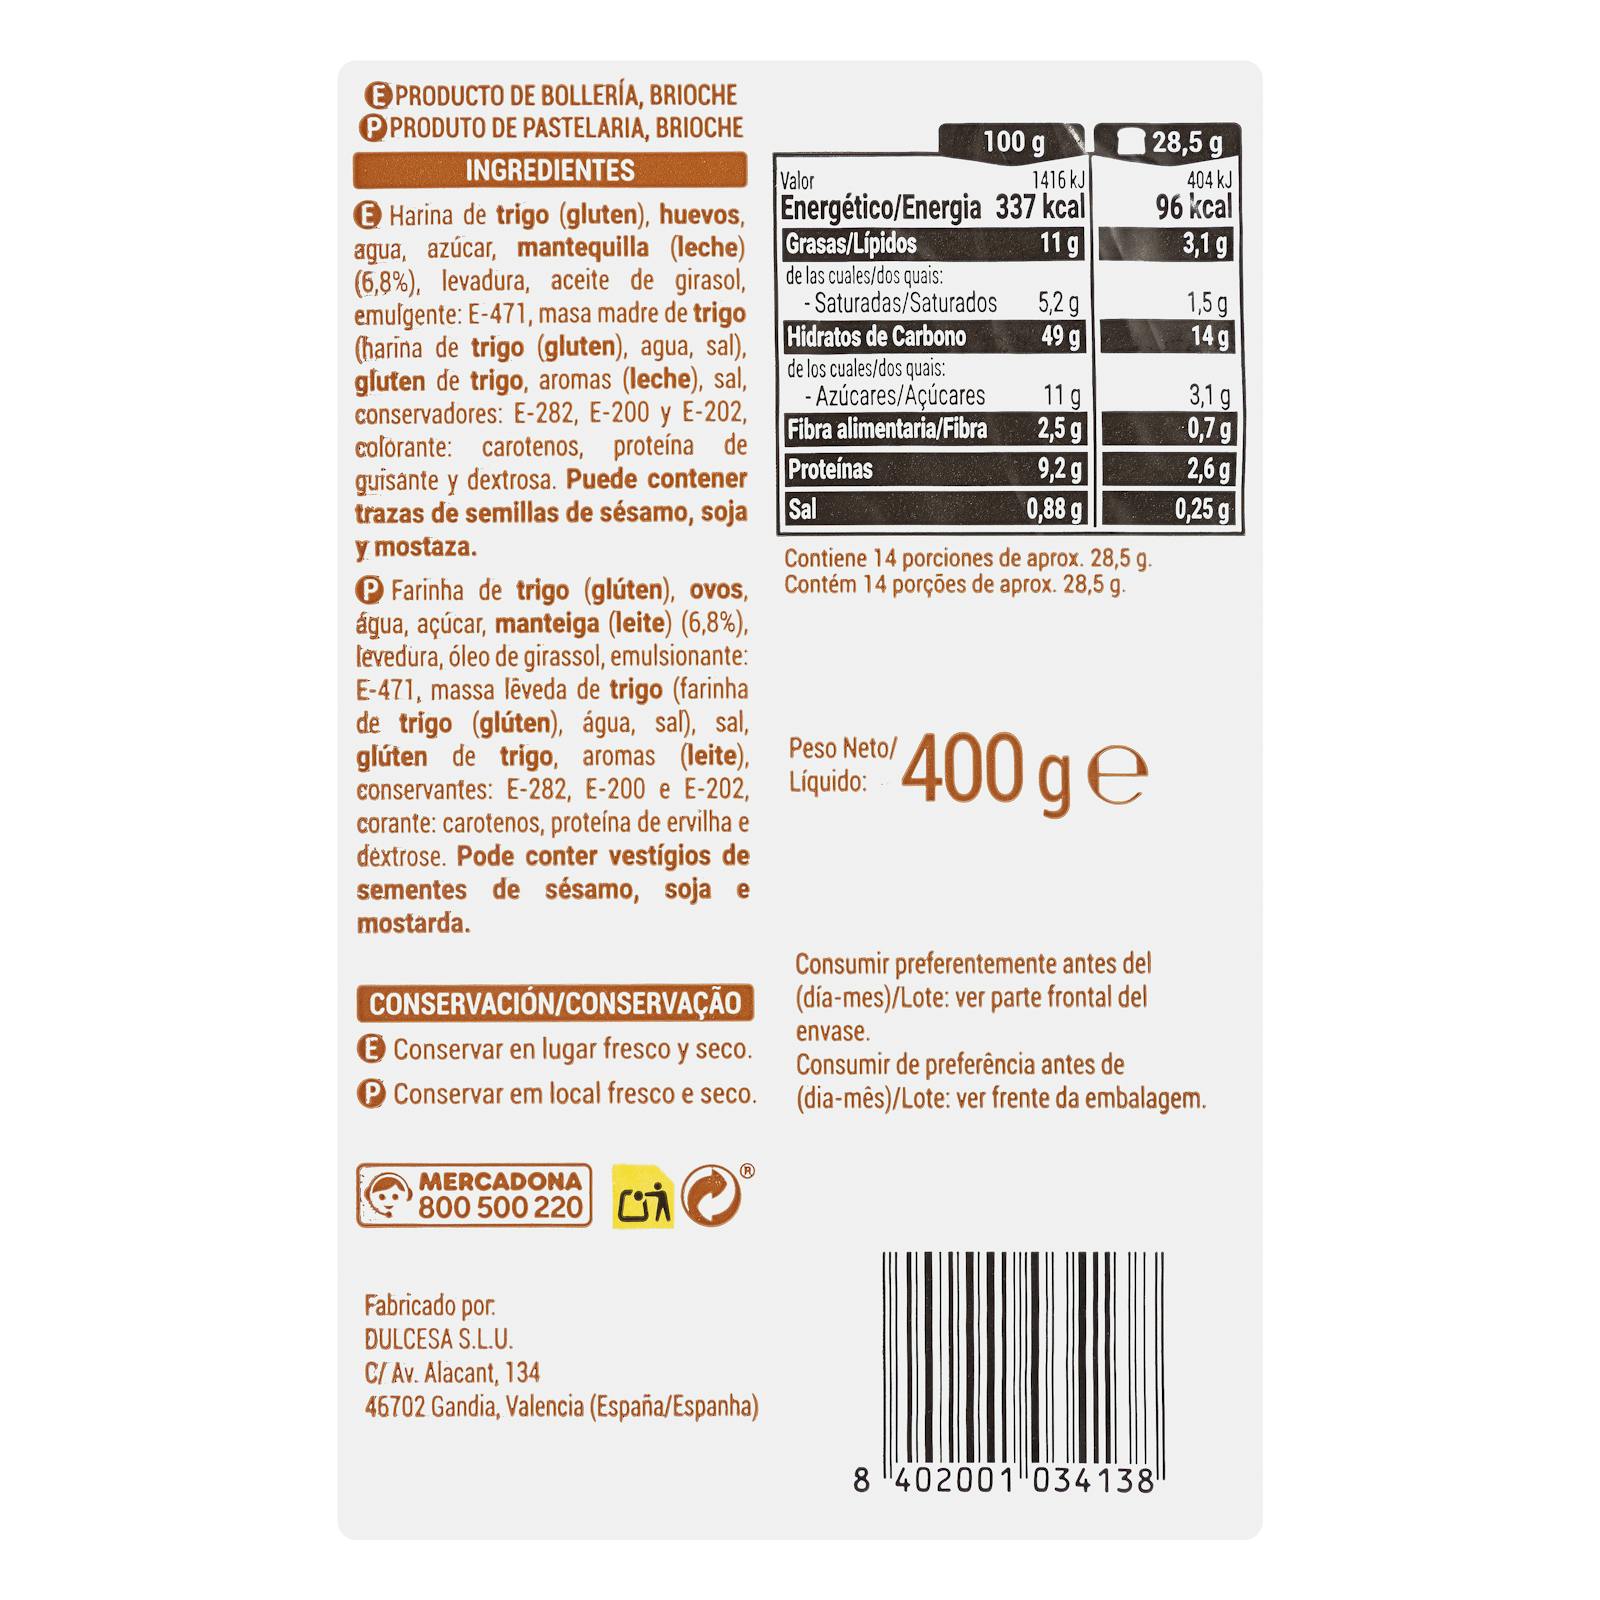 E PRODUCTO DE BOLLERÍA, BRIOCHE
P PRODUTO DE PASTELARIA, BRIOCHE
INGREDIENTES
E Harina de trigo (gluten), huevos,
agua, azúcar, mantequilla (leche)
(6,8%), levadura, aceite de girasol,
emulgente: E-471, masa madre de trigo
(harina de trigo (gluten), agua, sal),
gluten de trigo, aromas (leche), sal,
conservadores: E-282, E-200 y E-202,
colorante: carotenos, proteína de
guisante y dextrosa. Puede contener
trazas de semillas de sésamo, soja
y mostaza.
P Farinha de trigo (glúten), ovos,
água, açúcar, manteiga (leite) (6,8%),
levedura, óleo de girassol, emulsionante:
E-471, massa lêveda de trigo (farinha
de trigo (glúten), água, sal), sal,
glúten de trigo, aromas (leite),
conservantes: E-282, E-200 e E-202,
corante: carotenos, proteína de ervilha e
dextrose. Pode conter vestígios de
sementes de sésamo, soja e
mostarda.
CONSERVACIÓN/CONSERVAÇÃO
E Conservar en lugar fresco y seco.
P Conservar em local fresco e seco.
MERCADONA
800 500 220
®
Fabricado por:
DULCESA S.L.U.
C/ Av. Alacant, 134
46702 Gandia, Valencia (España/Espanha)
100 g 28,5 g
Valor 1416 kJ 404 kJ
Energético/Energia 337 kcal 96 kcal
Grasas/Lípidos 11 g 3,1 g
de las cuales/dos quais:
- Saturadas/Saturados 5,2 g 1,5 g
Hidratos de Carbono 49 g 14 g
de los cuales/dos quais:
- Azúcares/Açúcares 11 g 3,1 g
Fibra alimentaria/Fibra 2,5 g 0,7 g
Proteínas 9,2 g 2,6 g
Sal 0,88 g 0,25 g
Contiene 14 porciones de aprox. 28,5 g.
Contém 14 porções de aprox. 28,5 g.
Peso Neto/
Líquido: 400 g e
Consumir preferentemente antes del
(día-mes)/Lote: ver parte frontal del
envase.
Consumir de preferência antes de
(dia-mês)/Lote: ver frente da embalagem.
8 402001 034138